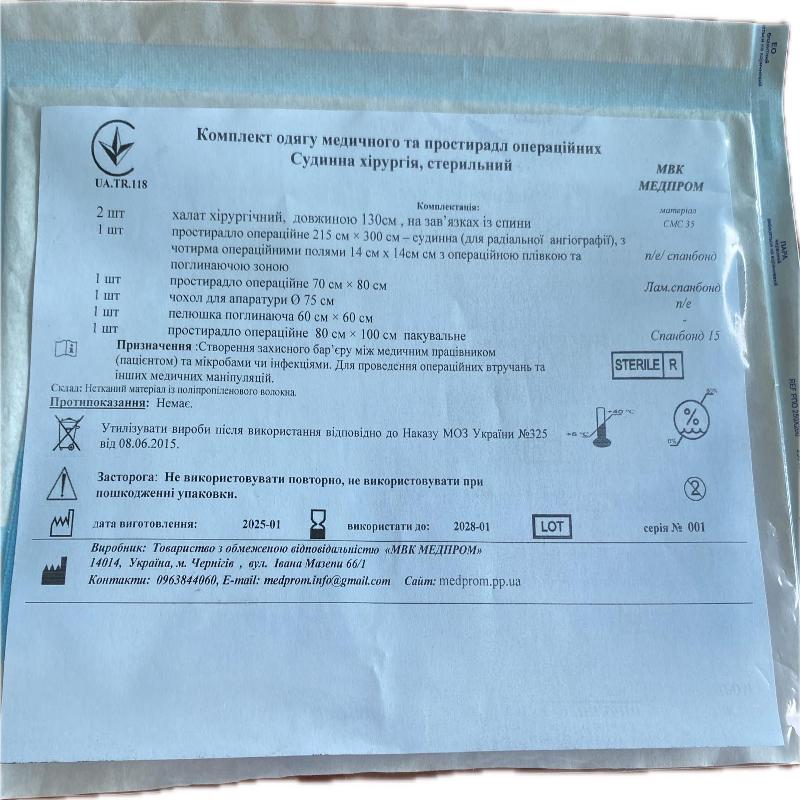 Комплект одягу медичного та простирадл операційних
Судинна хірургія, стерильний
UA.TR.118
МВК
МЕДПРОМ
Комплектація:
матеріал
2 шт халат хірургічний, довжиною 130см , на зав’язках із спини СМС 35
1 шт простирадло операційне 215 см × 300 см – судинна (для радіальної ангіографії), з
чотирма операційними полями 14 см х 14см з операційною плівкою та п/е/ спанбонд
поглинаючою зоною
1 шт простирадло операційне 70 см × 80 см Лам.спанбонд
1 шт чохол для апаратури Ø 75 см п/е
1 шт пелюшка поглинаюча 60 см × 60 см -
1 шт простирадло операційне 80 см × 100 см пакувальне Спанбонд 15
Призначення :Створення захисного бар’єру між медичним працівником
(пацієнтом) та мікробами чи інфекціями. Для проведення операційних втручань та
інших медичних маніпуляцій.
STERILE R
Склад: Нетканий матеріал із поліпропіленового волокна.
Протипоказання: Немає.
+40 °C
+5 °C
80%
%
0%
Утилізувати вироби після використання відповідно до Наказу МОЗ України №325
від 08.06.2015.
Засторога: Не використовувати повторно, не використовувати при
пошкодженні упаковки.
2
дата виготовлення: 2025-01 використати до: 2028-01 LOT серія № 001
Виробник: Товариство з обмеженою відповідальністю «МВК МЕДПРОМ»
14014, Україна, м. Чернігів , вул. Івана Мазепи 66/1
Контакти: 0963844060, E-mail: medprom.info@gmail.com Сайт: medprom.pp.ua
ЕО
ПАРА